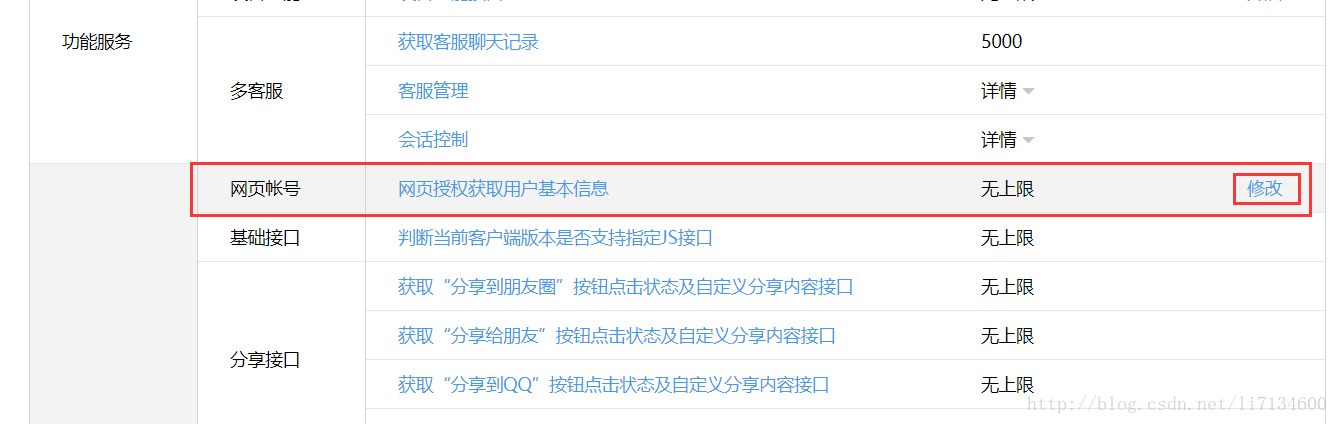 功能服务
获取客服聊天记录 5000
多客服 客服管理 详情
会话控制 详情
网页帐号 网页授权获取用户基本信息 无上限 修改
基础接口 判断当前客户端版本是否支持指定JS接口 无上限
获取“分享到朋友圈”按钮点击状态及自定义分享内容接口 无上限
分享接口 获取“分享给朋友”按钮点击状态及自定义分享内容接口 无上限
获取“分享到QQ”按钮点击状态及自定义分享内容接口 无上限
http://blog.csdn.net/li7134600